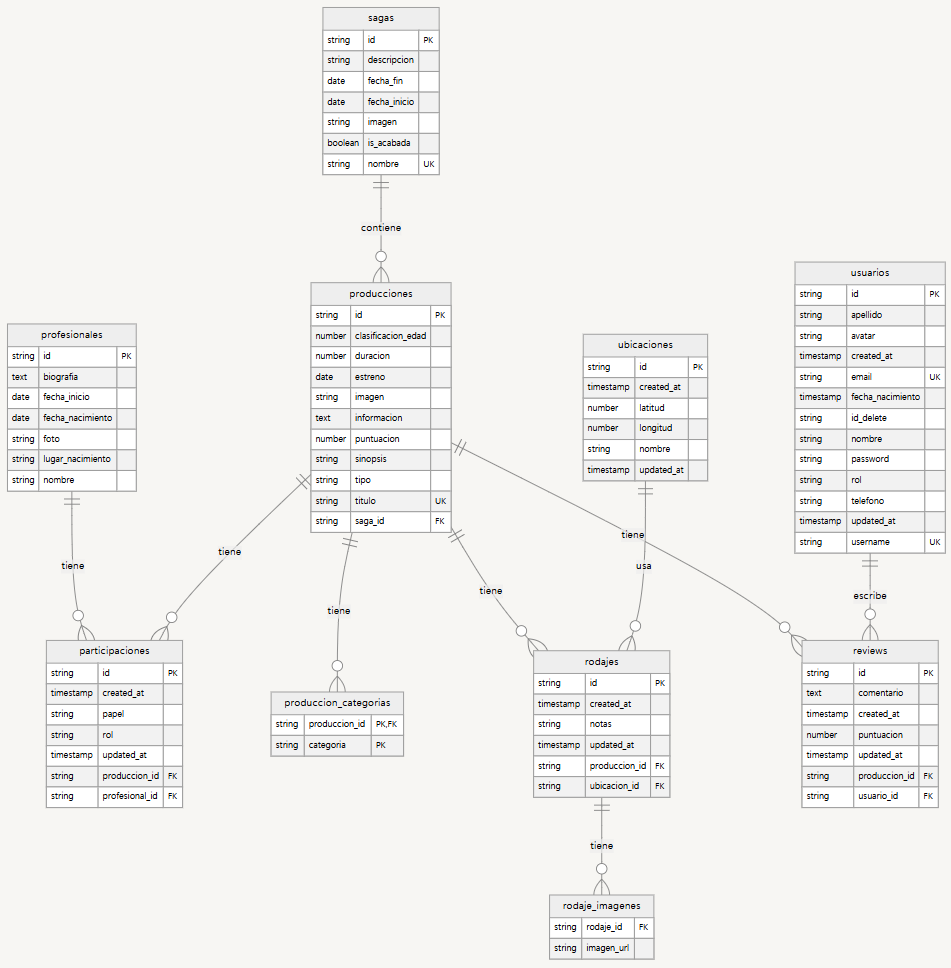 sagas
string id PK
string descripcion
date fecha_fin
date fecha_inicio
string imagen
boolean is_acabada
string nombre UK
contiene
producciones
string id PK
number clasificacion_edad
number duracion
date estreno
string imagen
text informacion
number puntuacion
string sinopsis
string tipo
string titulo UK
string saga_id FK
profesionales
string id PK
text biografia
date fecha_inicio
date fecha_nacimiento
string foto
string lugar_nacimiento
string nombre
ubicaciones
string id PK
timestamp created_at
number latitud
number longitud
string nombre
timestamp updated_at
usuarios
string id PK
string apellido
string avatar
timestamp created_at
string email UK
timestamp fecha_nacimiento
string id_delete
string nombre
string password
string rol
string telefono
timestamp updated_at
string username UK
tiene
tiene
tiene
tiene
tiene
usa
escribe
participaciones
string id PK
timestamp created_at
string papel
string rol
timestamp updated_at
string produccion_id FK
string profesional_id FK
produccion_categorias
string produccion_id PK,FK
string categoria PK
rodajes
string id PK
timestamp created_at
string notas
timestamp updated_at
string produccion_id FK
string ubicacion_id FK
reviews
string id PK
text comentario
timestamp created_at
number puntuacion
timestamp updated_at
string produccion_id FK
string usuario_id FK
tiene
rodaje_imagenes
string rodaje_id FK
string imagen_url